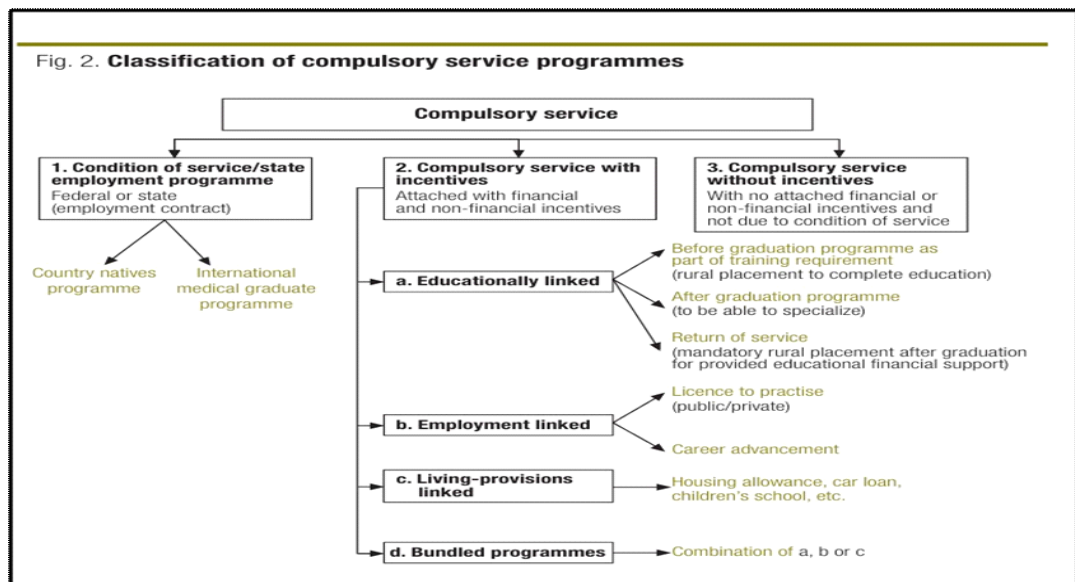 Fig. 2. Classification of compulsory service programmes
Compulsory service
1. Condition of service/state
employment programme
Federal or state
(employment contract)
2. Compulsory service with
incentives
Attached with financial
and non-financial incentives
3. Compulsory service
without incentives
With no attached financial or
non-financial incentives and
not due to condition of service
Country natives
programme
International
medical graduate
programme
a. Educationally linked
Before graduation programme as
part of training requirement
(rural placement to complete education)
After graduation programme
(to be able to specialize)
Return of service
(mandatory rural placement after graduation
for provided educational financial support)
b. Employment linked
Licence to practise
(public/private)
Career advancement
c. Living-provisions
linked
Housing allowance, car loan,
children's school, etc.
d. Bundled programmes
Combination of a, b or c